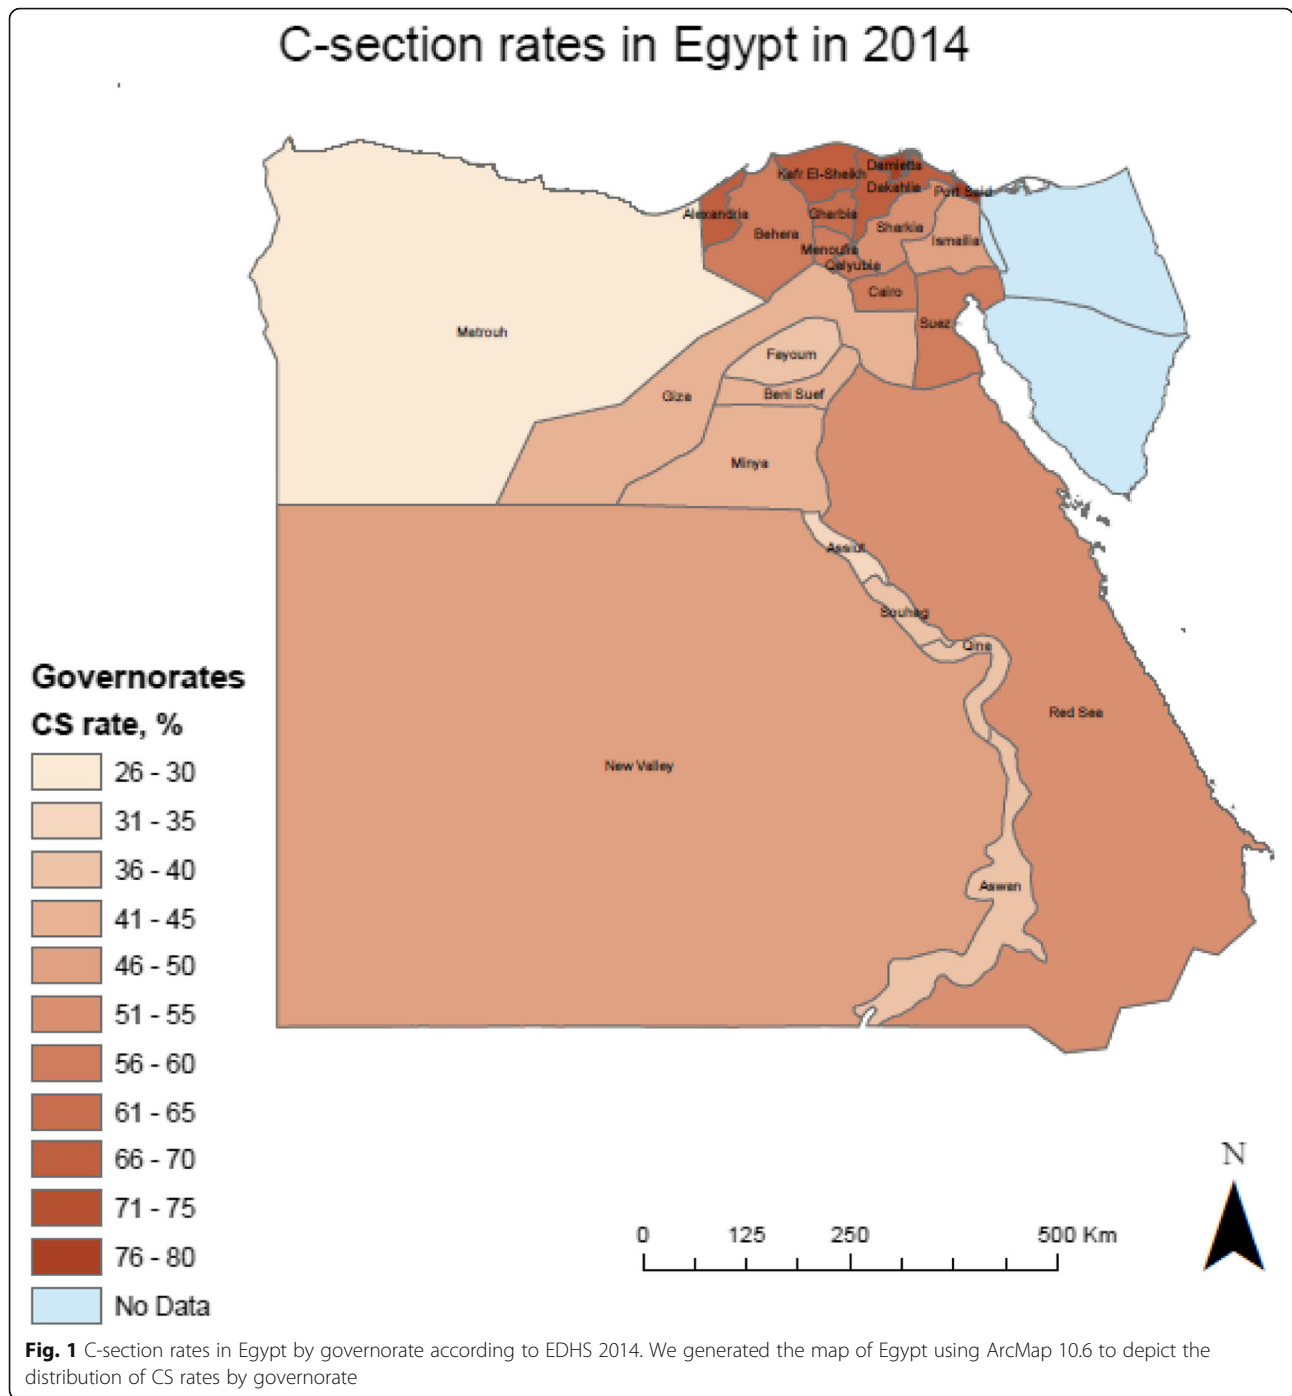 C-section rates in Egypt in 2014
Kafr El-Sheikh
Damietta
Dakahlia
Port Said
Alexandria
Gharbia
Behera
Sharkia
Ismailia
Menoufia
Qalyubia
Cairo
Suez
Matrouh
Fayoum
Giza
Beni Suef
Minya
Assiut
Souhag
Qina
Red Sea
New Valley
Aswan
Governorates
CS rate, %
26 - 30
31 - 35
36 - 40
41 - 45
46 - 50
51 - 55
56 - 60
61 - 65
66 - 70
71 - 75
76 - 80
No Data
N
0 125 250 500 Km
Fig. 1 C-section rates in Egypt by governorate according to EDHS 2014. We generated the map of Egypt using ArcMap 10.6 to depict the
distribution of CS rates by governorate